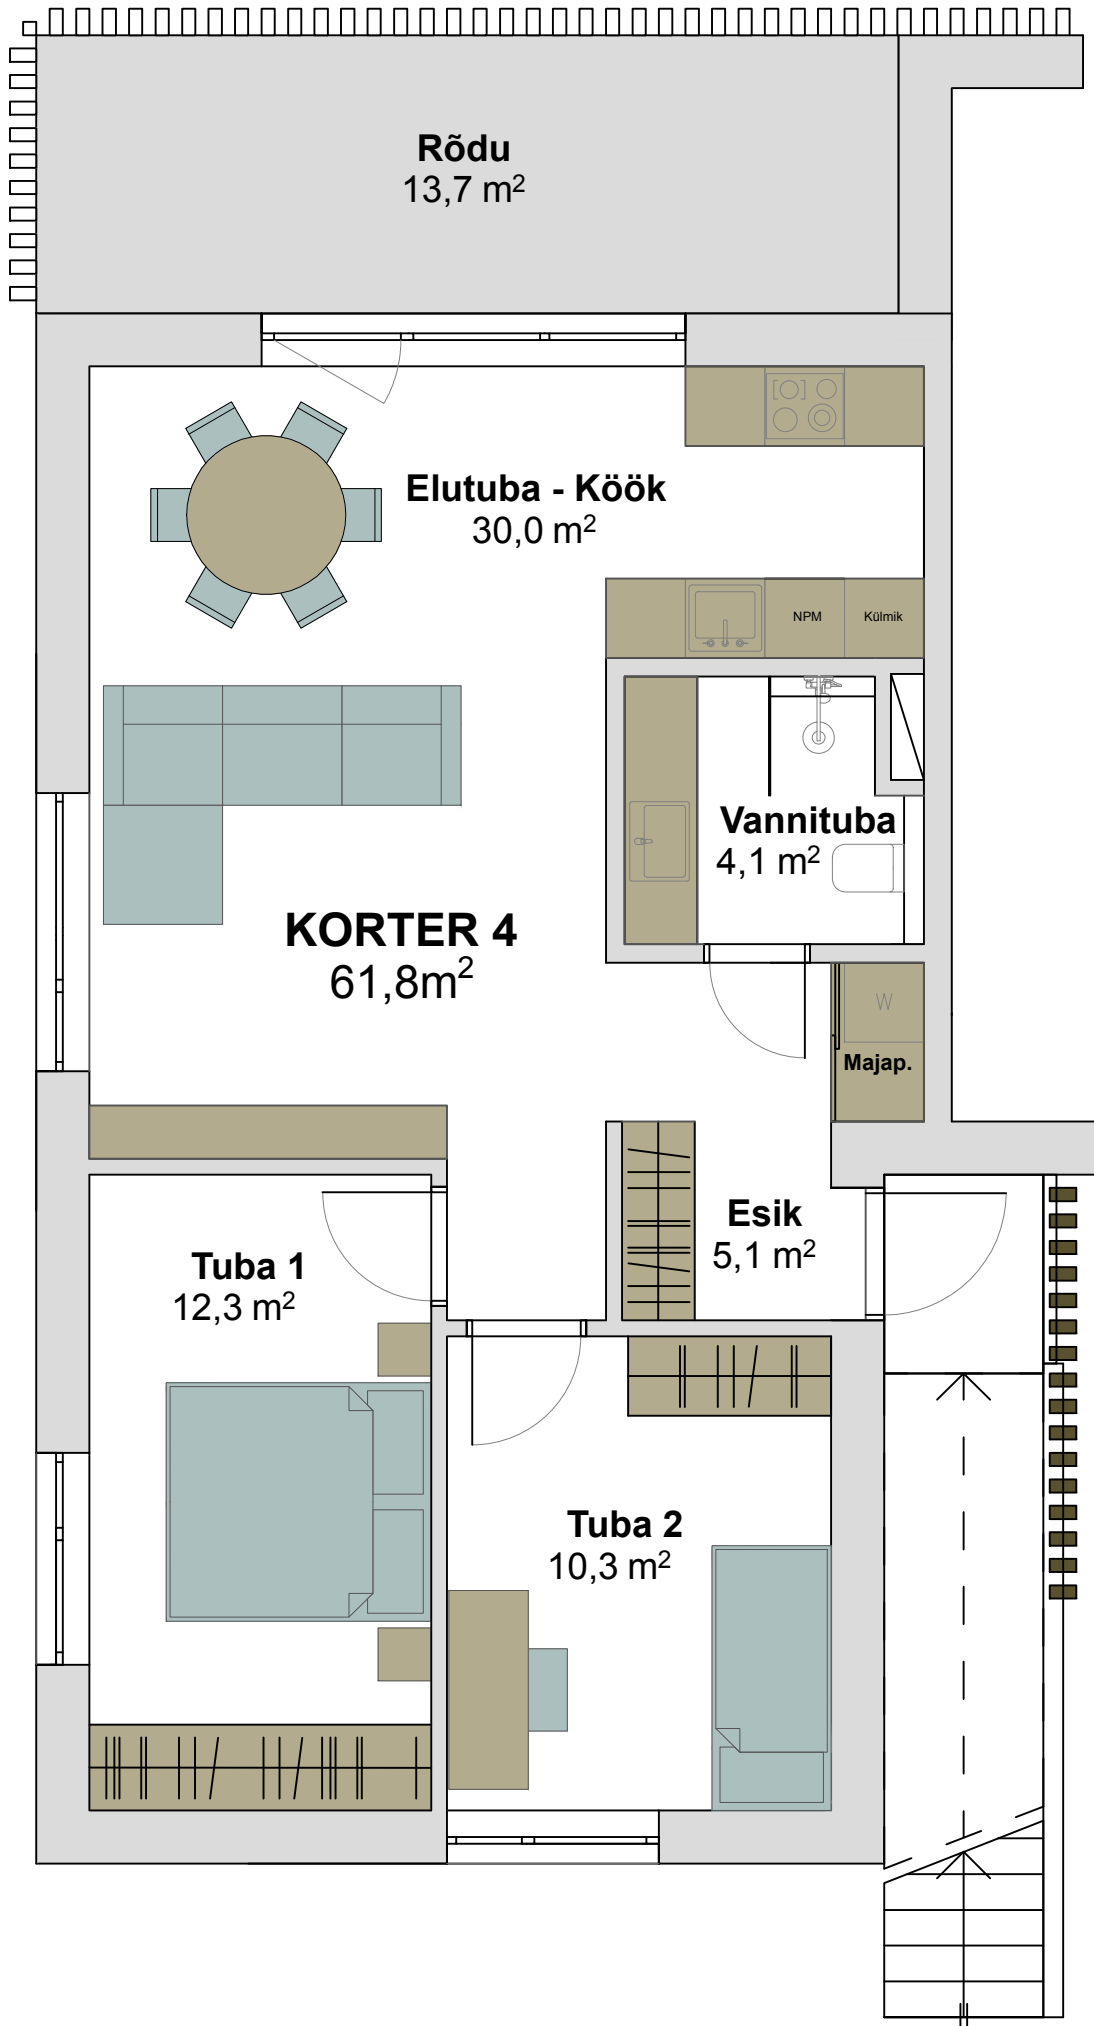 Rõdu
13,7 m²
Elutuba - Köök
30,0 m²
NPM
Külmik
Vannituba
4,1 m²
KORTER 4
61,8m²
W
Majap.
Esik
5,1 m²
Tuba 1
12,3 m²
Tuba 2
10,3 m²